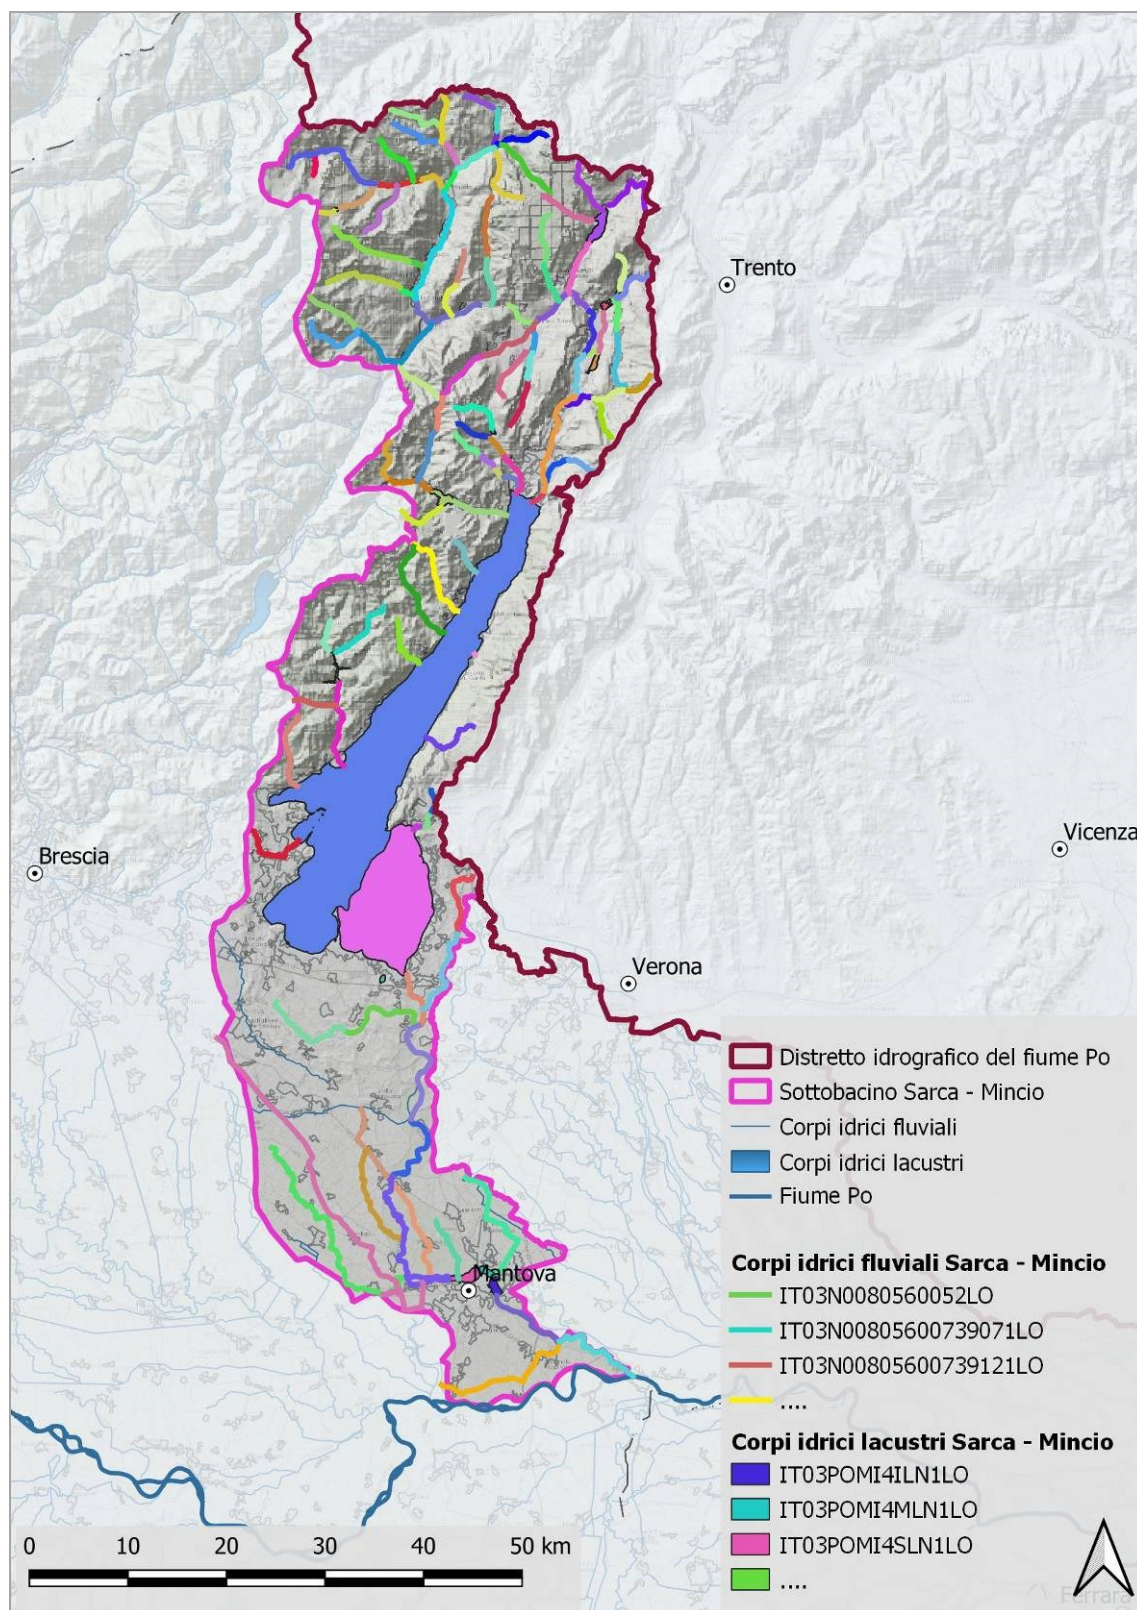 Trento
Brescia
Vicenza
Verona
Mantova
Distretto idrografico del fiume Po
Sottobacino Sarca - Mincio
Corpi idrici fluviali
Corpi idrici lacustri
Fiume Po
Corpi idrici fluviali Sarca - Mincio
IT03N0080560052LO
IT03N00805600739071LO
IT03N00805600739121LO
....
Corpi idrici lacustri Sarca - Mincio
IT03POMI4ILN1LO
IT03POMI4MLN1LO
IT03POMI4SLN1LO
....
0 10 20 30 40 50 km
Ferrara